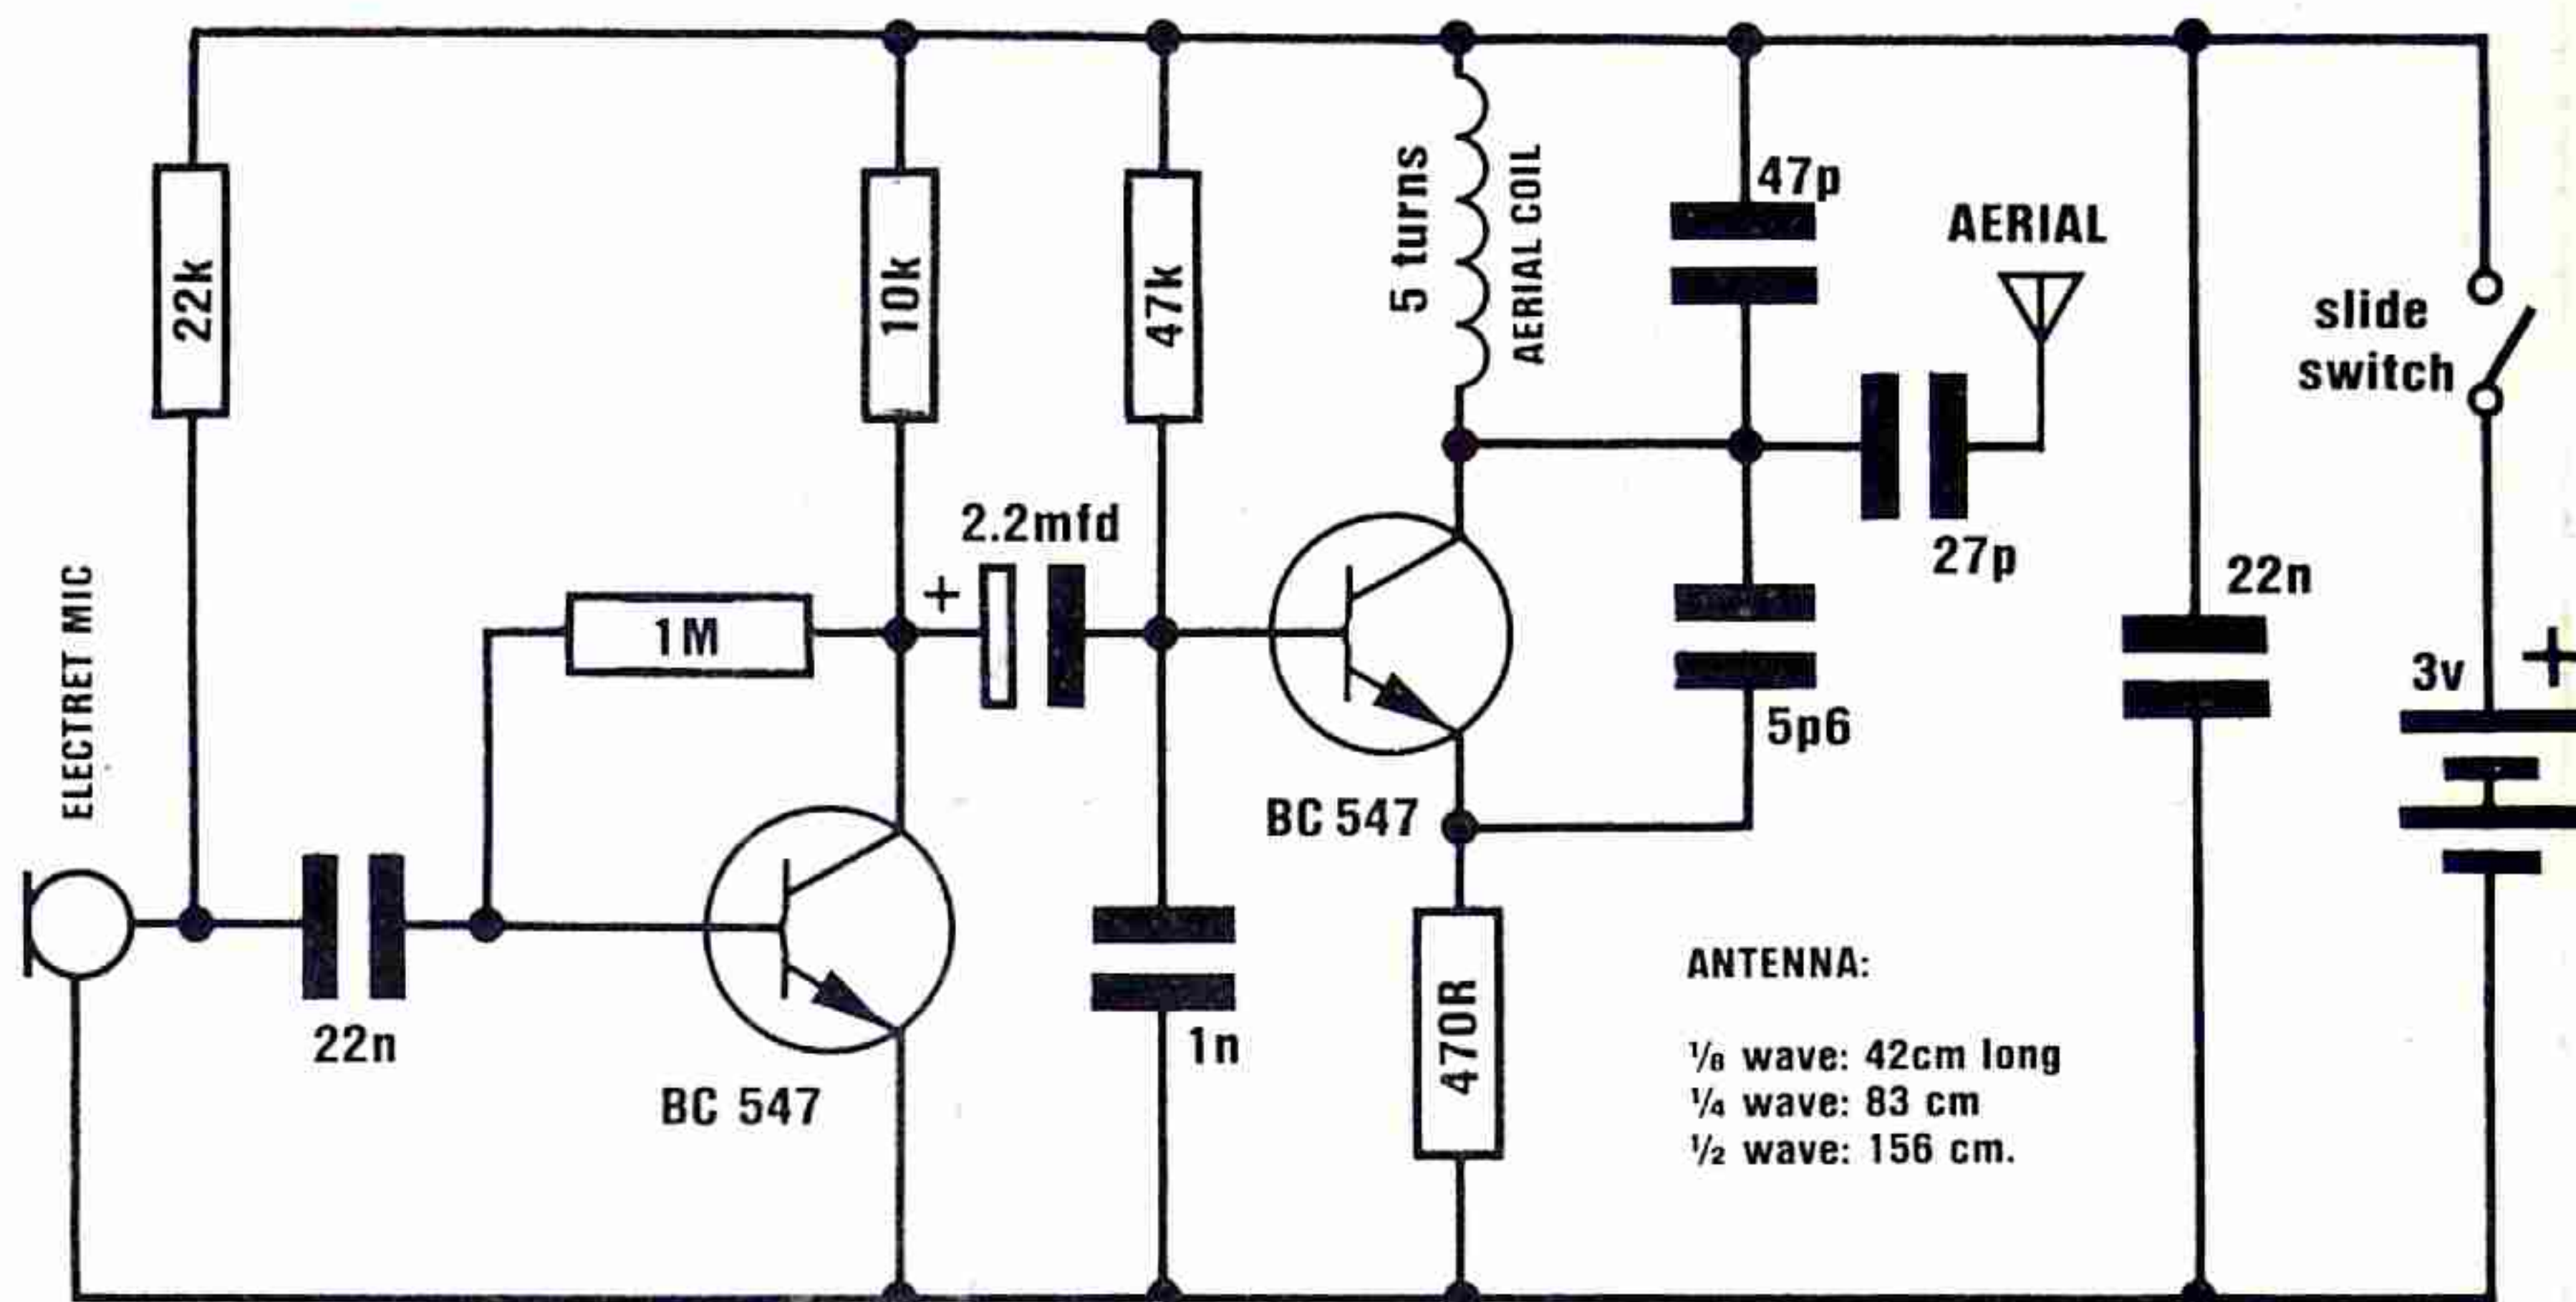 22k
10k
47k
5 turns
AERIAL COIL
47p
AERIAL
slide
switch
2.2mfd
+
27p
22n
3v
+
ELECTRET MIC
1M
5p6
BC 547
22n
BC 547
1n
470R
ANTENNA:
1/8 wave: 42cm long
1/4 wave: 83 cm
1/2 wave: 156 cm.